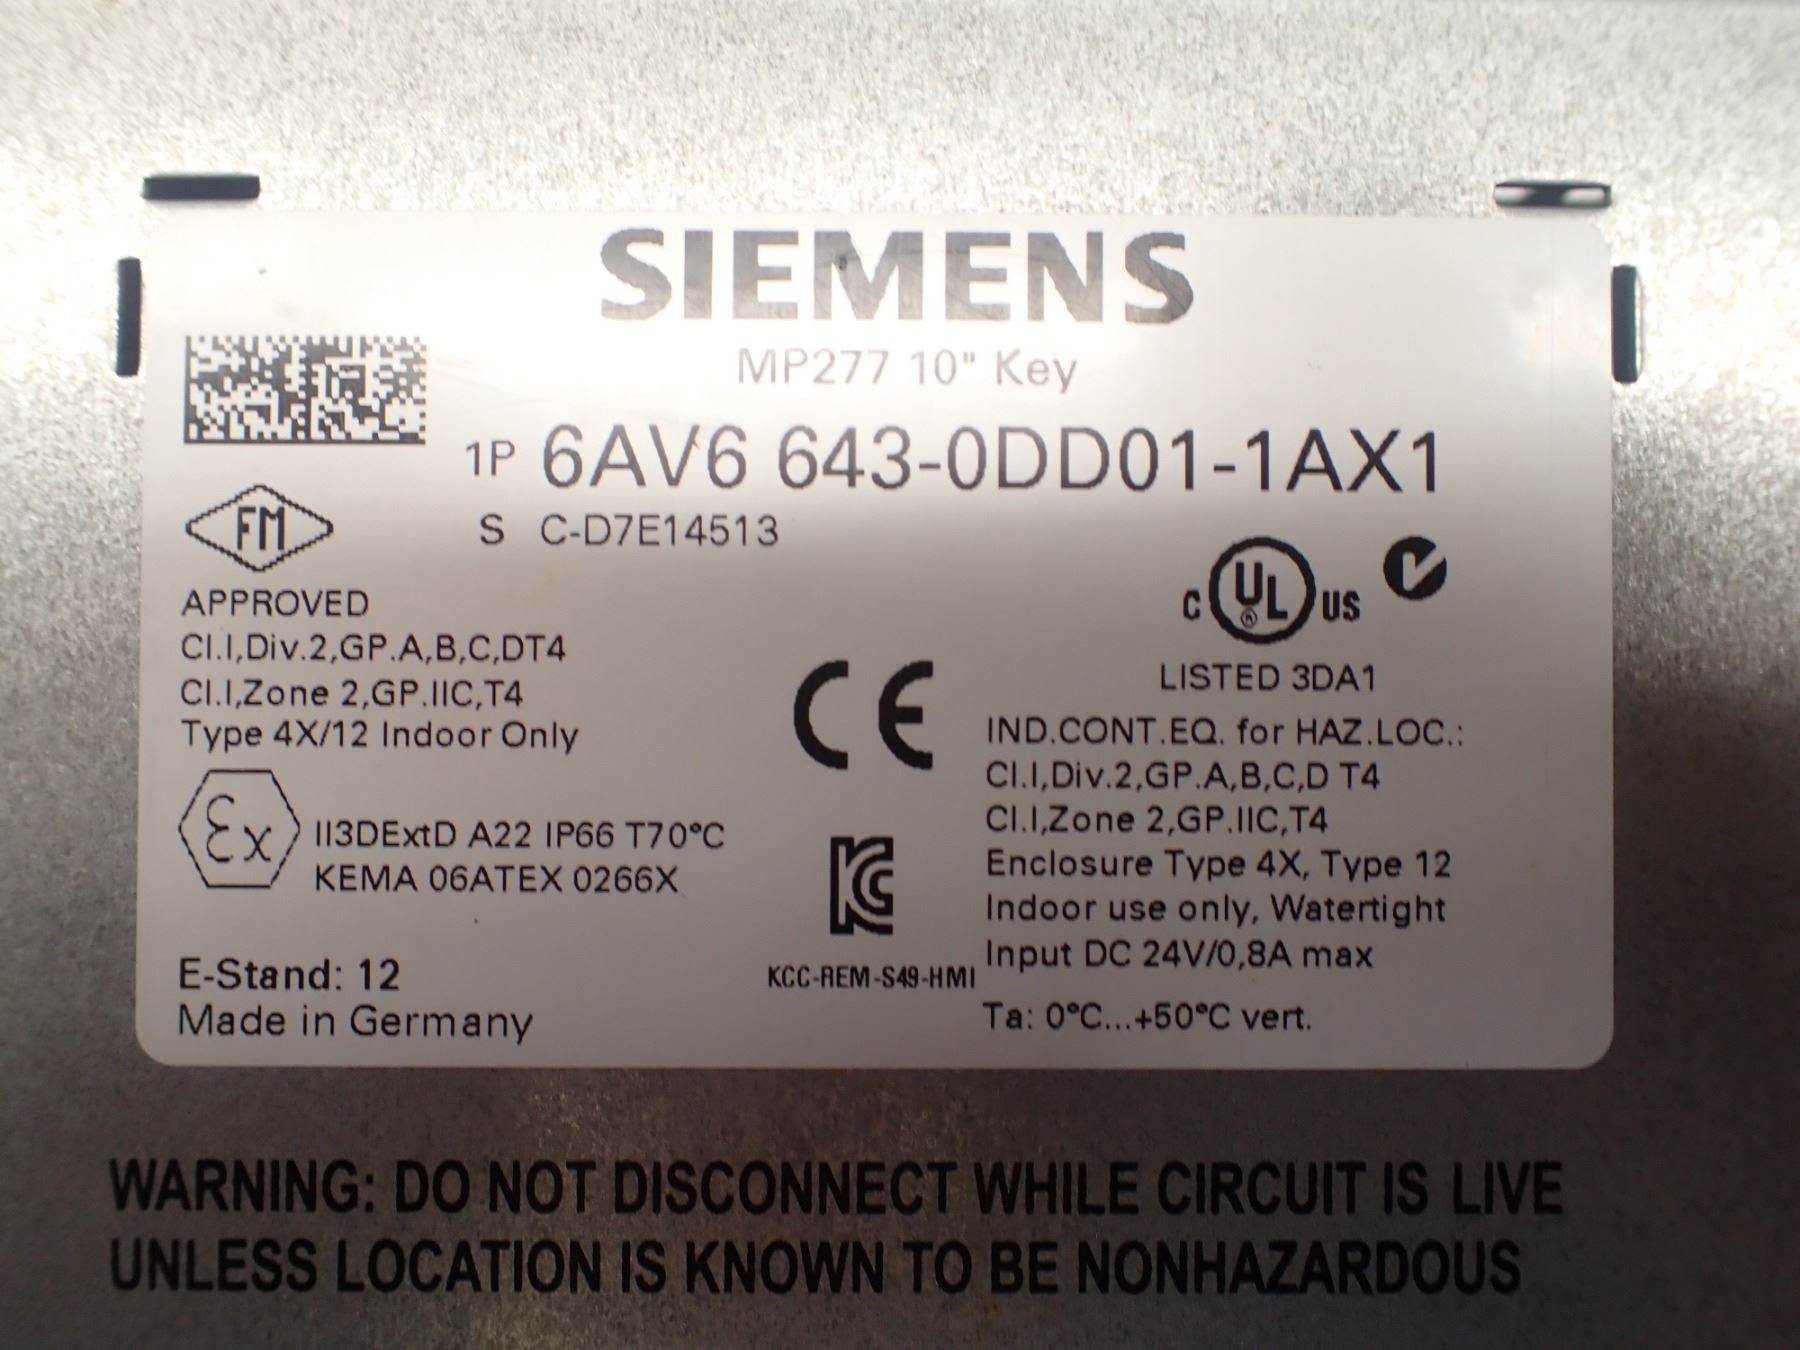 SIEMENS
MP277 10" Key
1P 6AV6 643-0DD01-1AX1
S C-D7E14513
FM
APPROVED
Cl.I,Div.2,GP.A,B,C,DT4
Cl.I,Zone 2,GP.IIC,T4
Type 4X/12 Indoor Only
Ex
II3DExtD A22 IP66 T70°C
KEMA 06ATEX 0266X
E-Stand: 12
Made in Germany
CE
KC
KCC-REM-S49-HMI
C UL ® US
LISTED 3DA1
IND.CONT.EQ. for HAZ.LOC.:
Cl.I,Div.2,GP.A,B,C,D T4
Cl.I,Zone 2,GP.IIC,T4
Enclosure Type 4X, Type 12
Indoor use only, Watertight
Input DC 24V/0,8A max
Ta: 0°C...+50°C vert.
WARNING: DO NOT DISCONNECT WHILE CIRCUIT IS LIVE
UNLESS LOCATION IS KNOWN TO BE NONHAZARDOUS